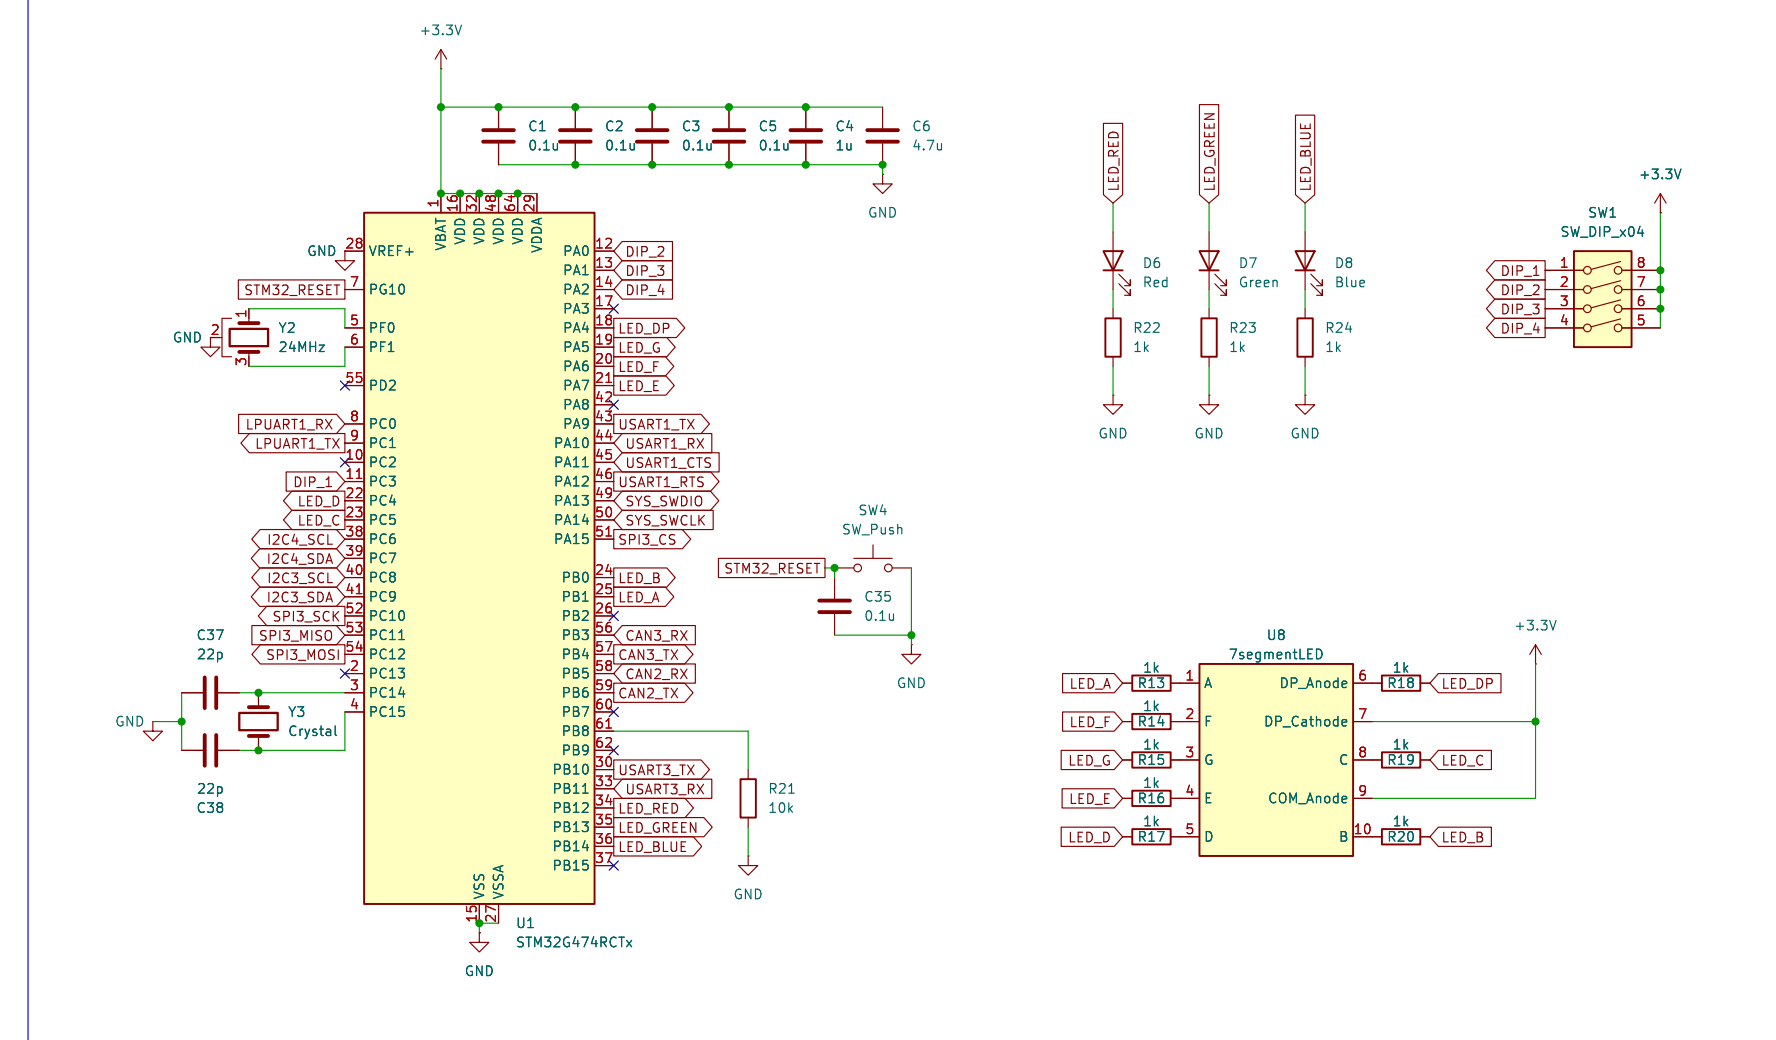 +3.3V
C1
0.1u
C2
0.1u
C3
0.1u
C5
0.1u
C4
1u
C6
4.7u
GND
1
16
32
48
64
29
VBAT
VDD
VDD
VDD
VDD
VDDA
GND
28
VREF+
STM32_RESET
7
PG10
GND
2
1
3
Y2
24MHz
5
PF0
6
PF1
55
PD2
LPUART1_RX
8
PC0
LPUART1_TX
9
PC1
10
PC2
DIP_1
11
PC3
LED_D
22
PC4
LED_C
23
PC5
I2C4_SCL
38
PC6
I2C4_SDA
39
PC7
I2C3_SCL
40
PC8
I2C3_SDA
41
PC9
SPI3_SCK
52
PC10
SPI3_MISO
53
PC11
SPI3_MOSI
54
PC12
2
PC13
3
PC14
4
PC15
C37
22p
GND
Y3
Crystal
22p
C38
PA0
12
DIP_2
PA1
13
DIP_3
PA2
14
DIP_4
PA3
17
PA4
18
LED_DP
PA5
19
LED_G
PA6
20
LED_F
PA7
21
LED_E
PA8
42
PA9
43
USART1_TX
PA10
44
USART1_RX
PA11
45
USART1_CTS
PA12
46
USART1_RTS
PA13
49
SYS_SWDIO
PA14
50
SYS_SWCLK
PA15
51
SPI3_CS
PB0
24
LED_B
PB1
25
LED_A
PB2
26
PB3
56
CAN3_RX
PB4
57
CAN3_TX
PB5
58
CAN2_RX
PB6
59
CAN2_TX
PB7
60
PB8
61
PB9
62
PB10
30
USART3_TX
PB11
33
USART3_RX
PB12
34
LED_RED
PB13
35
LED_GREEN
PB14
36
LED_BLUE
PB15
37
R21
10k
GND
VSS
VSSA
15
27
U1
STM32G474RCTx
GND
SW4
SW_Push
STM32_RESET
C35
0.1u
GND
LED_RED
LED_GREEN
LED_BLUE
D6
Red
D7
Green
D8
Blue
R22
1k
R23
1k
R24
1k
GND
GND
GND
+3.3V
SW1
SW_DIP_x04
DIP_1
1
8
DIP_2
2
7
DIP_3
3
6
DIP_4
4
5
+3.3V
U8
7segmentLED
LED_A
1k
R13
1
A
DP_Anode
6
1k
R18
LED_DP
LED_F
1k
R14
2
F
DP_Cathode
7
LED_G
1k
R15
3
G
C
8
1k
R19
LED_C
LED_E
1k
R16
4
E
COM_Anode
9
LED_D
1k
R17
5
D
B
10
1k
R20
LED_B